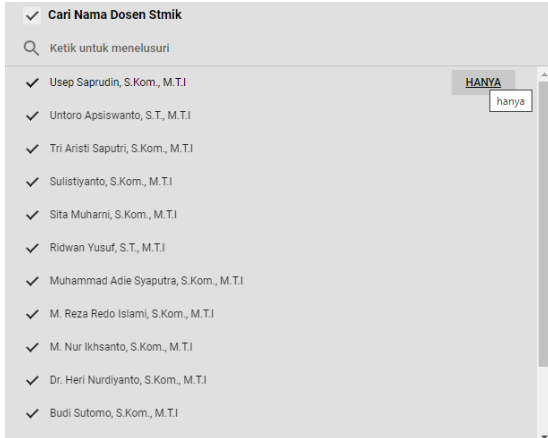 Cari Nama Dosen Stmik
Ketik untuk menelusuri
Usep Saprudin, S.Kom., M.T.I HANYA
hanya
Untoro Apsiswanto, S.T., M.T.I
Tri Aristi Saputri, S.Kom., M.T.I
Sulistiyanto, S.Kom., M.T.I
Sita Muharni, S.Kom., M.T.I
Ridwan Yusuf, S.T., M.T.I
Muhammad Adie Syaputra, S.Kom., M.T.I
M. Reza Redo Islami, S.Kom., M.T.I
M. Nur Ikhsanto, S.Kom., M.T.I
Dr. Heri Nurdiyanto, S.Kom., M.T.I
Budi Sutomo, S.Kom., M.T.I